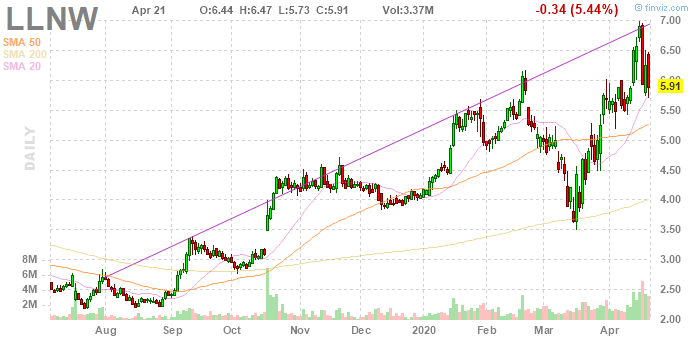 LLNW Apr 21 O:6.44 H:6.47 L:5.73 C:5.91 Vol:3.37M -0.34 (5.44%) © finviz.com
SMA 50
SMA 200
SMA 20
DAILY
7.00
6.50
6.00
5.91
5.50
5.00
4.50
4.00
3.50
3.00
2.50
2.00
8M
6M
4M
2M
Aug Sep Oct Nov Dec 2020 Feb Mar Apr